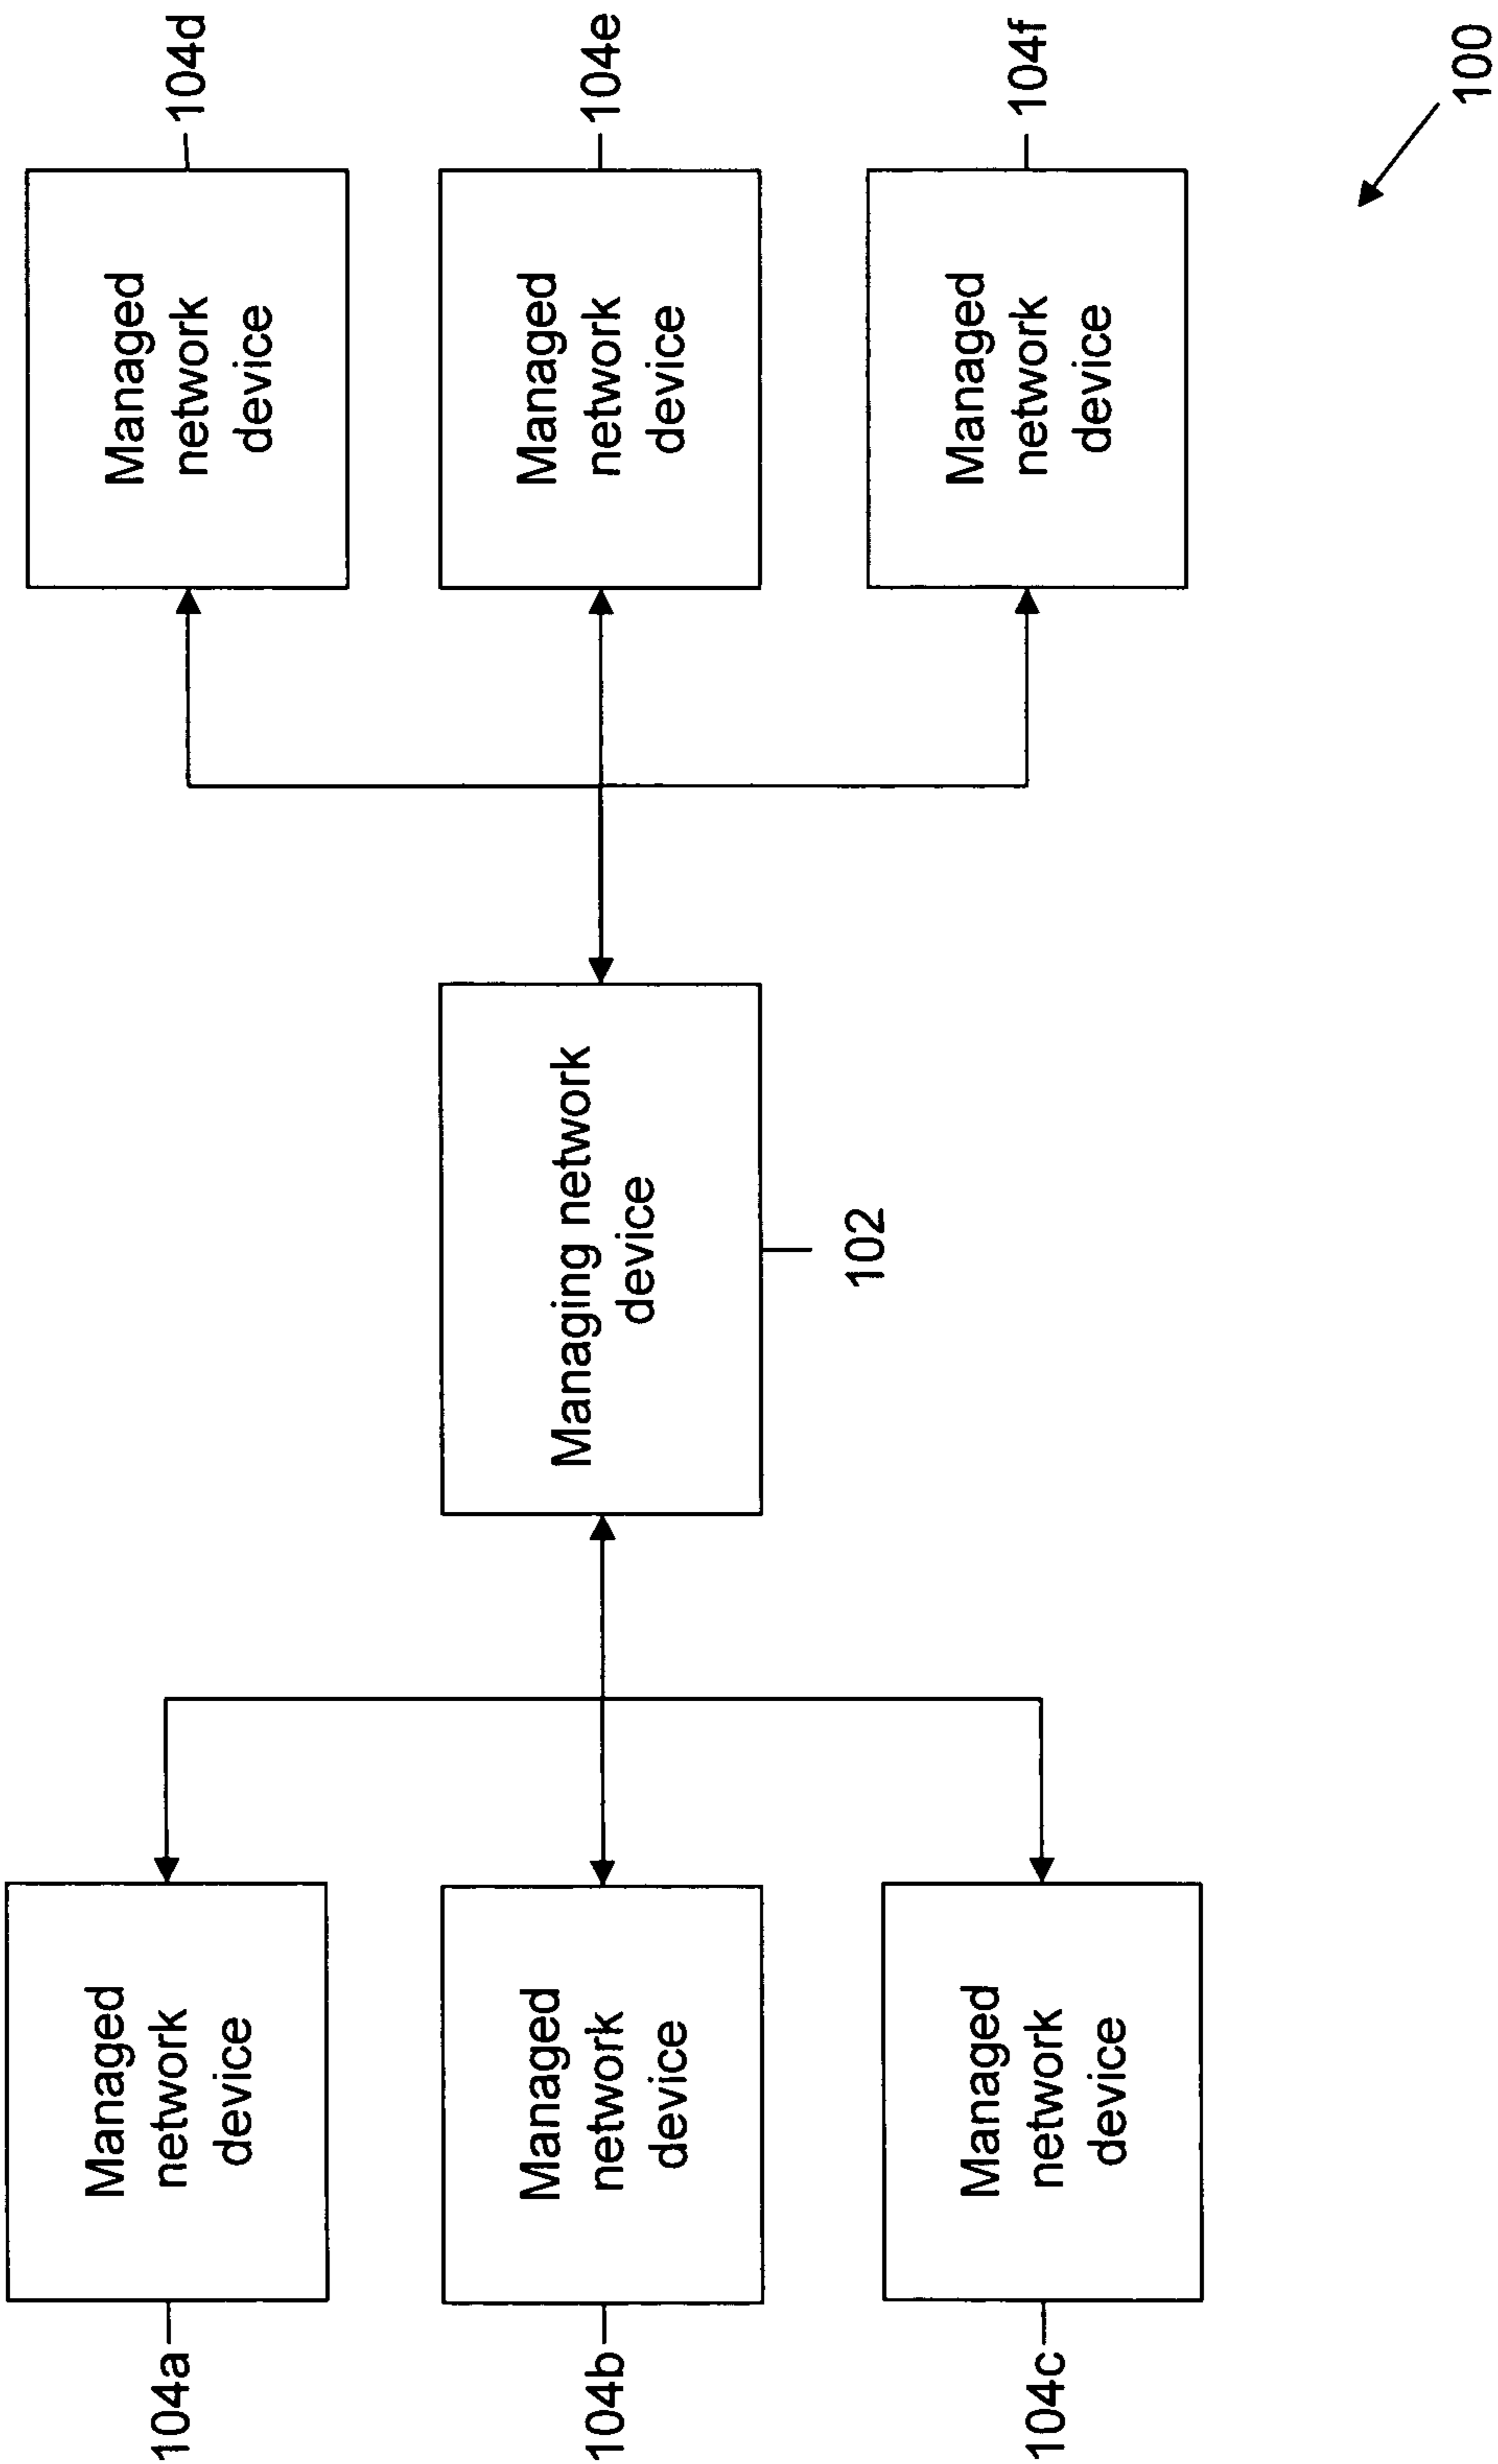 104a
Managed
network
device
104b
Managed
network
device
104c
Managed
network
device
Managing network
device
102
Managed
network
device
104d
Managed
network
device
104e
Managed
network
device
104f
100